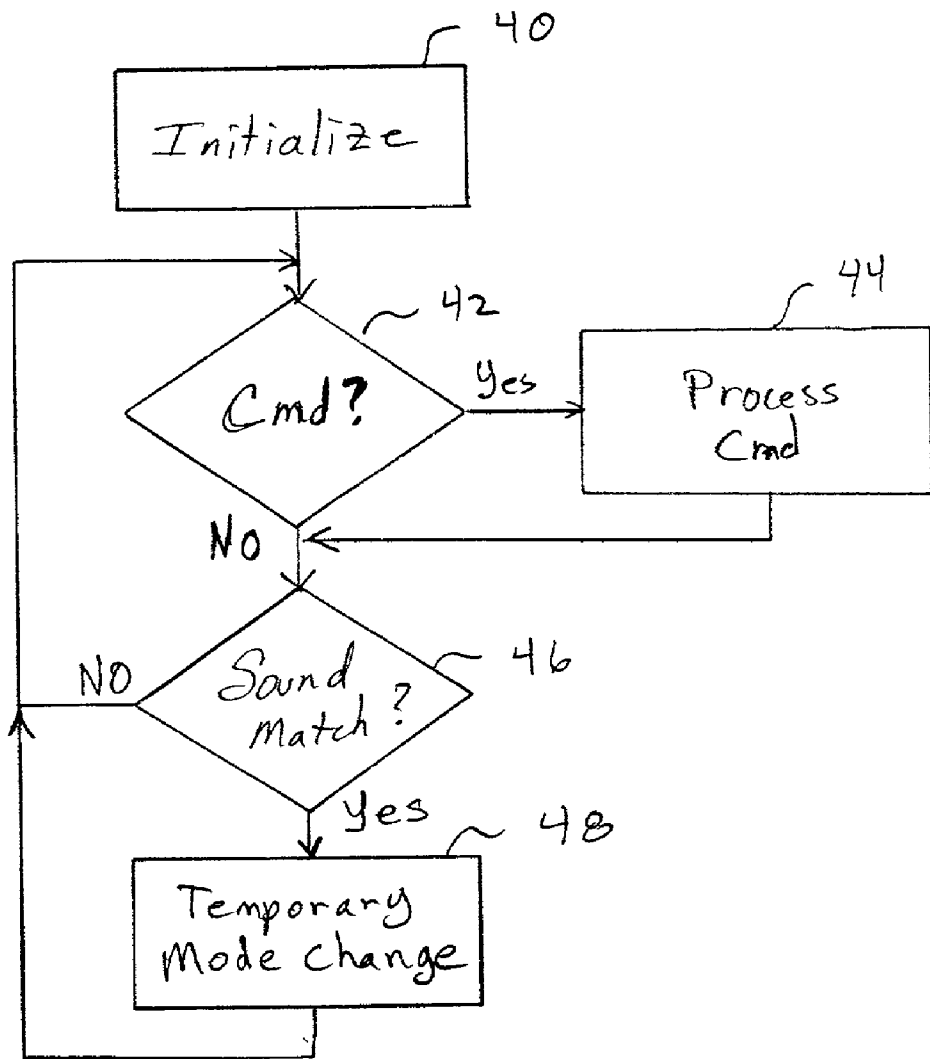 40
Initialize
42
Cmd?
Yes
44
Process
Cmd
NO
46
Sound
Match?
NO
Yes
48
Temporary
Mode Change